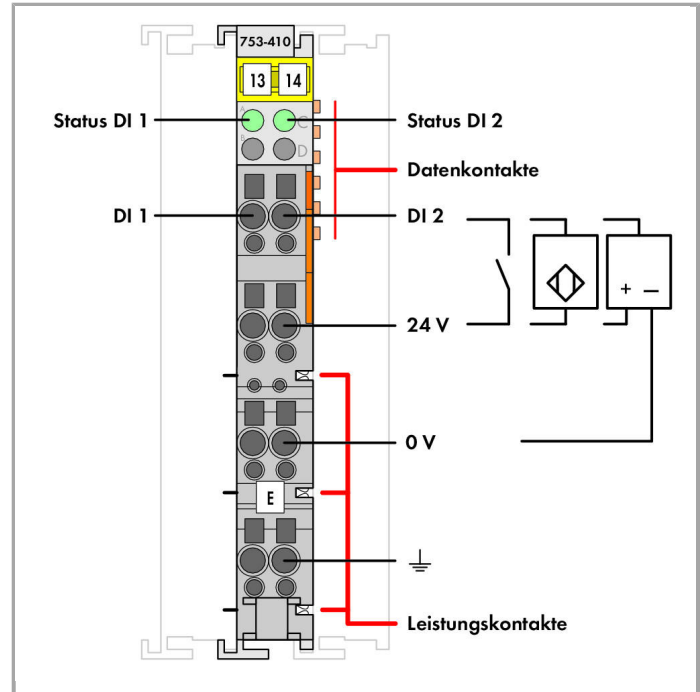 753-410
13 14
A
Status DI 1
C
Status DI 2
B
D
Datenkontakte
DI 1
DI 2
+ −
24 V
0 V
E
Leistungskontakte